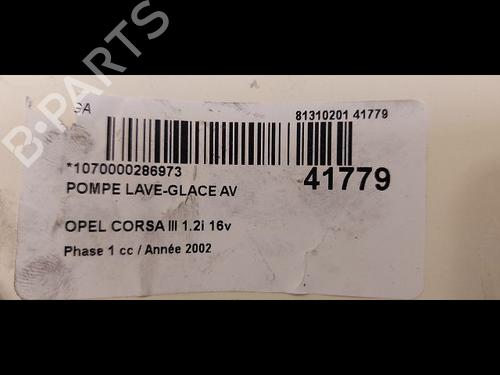 GA
81310201 41779
*1070000286973
41779
POMPE LAVE-GLACE AV
OPEL CORSA III 1.2i 16v
Phase 1 cc / Année 2002
B-PARTS